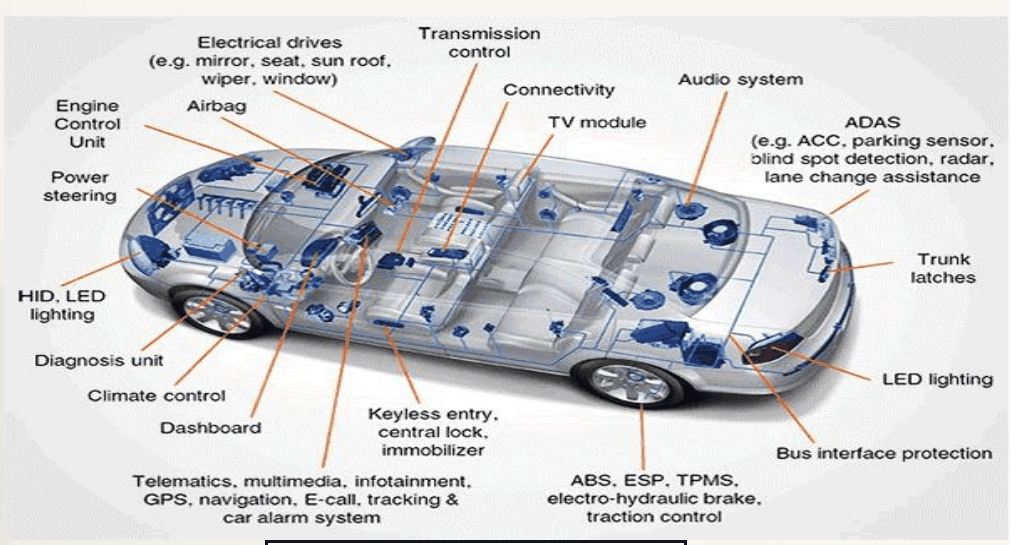 Transmission
control
Electrical drives
(e.g. mirror, seat, sun roof,
wiper, window)
Connectivity
Audio system
Engine
Control
Unit
Airbag
TV module
ADAS
(e.g. ACC, parking sensor,
blind spot detection, radar,
lane change assistance
Power
steering
Trunk
latches
HID, LED
lighting
Diagnosis unit
LED lighting
Climate control
Dashboard
Keyless entry,
central lock,
immobilizer
Bus interface protection
Telematics, multimedia, infotainment,
GPS, navigation, E-call, tracking &
car alarm system
ABS, ESP, TPMS,
electro-hydraulic brake,
traction control